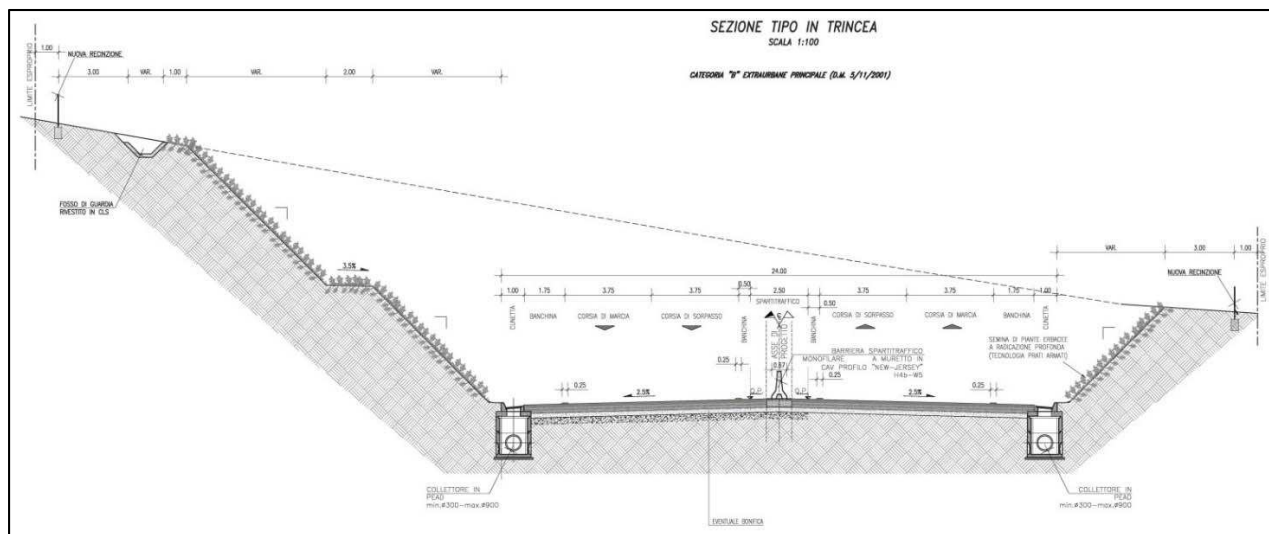 SEZIONE TIPO IN TRINCEA
SCALA 1:100
CATEGORIA "B" EXTRAURBANE PRINCIPALE (D.M. 5/11/2001)
LIMITE ESPROPRIO
1.00
NUOVA RECINZIONE
3.00
VAR.
1.00
VAR.
2.00
VAR.
FOSSO DI GUARDIA
RIVESTITO IN CLS
3.5%
24.00
1.00
1.75
3.75
3.75
0.50
2.50
0.50
3.75
3.75
1.75
1.00
CUNETTA
BANCHINA
CORSIA DI MARCIA
CORSIA DI SORPASSO
BANCHINA
SPARTITRAFFICO
ASSE DI
PROGETTO
BANCHINA
CORSIA DI SORPASSO
CORSIA DI MARCIA
BANCHINA
CUNETTA
VAR.
3.00
1.00
LIMITE ESPROPRIO
NUOVA RECINZIONE
SEMINA DI PIANTE ERBACEE
A RADICAZIONE PROFONDA
(TECNOLOGIA PRATI ARMATI)
BARRIERA SPARTITRAFFICO
MONOFILARE A MURETTO IN
CAV PROFILO "NEW-JERSEY"
H4b-W5
0.25
2.5%
0.25
0.67
Q.P.
Q.P.
0.25
2.5%
0.25
COLLETTORE IN
PEAD
min.ø300-max.ø900
EVENTUALE BONIFICA
COLLETTORE IN
PEAD
min.ø300-max.ø900